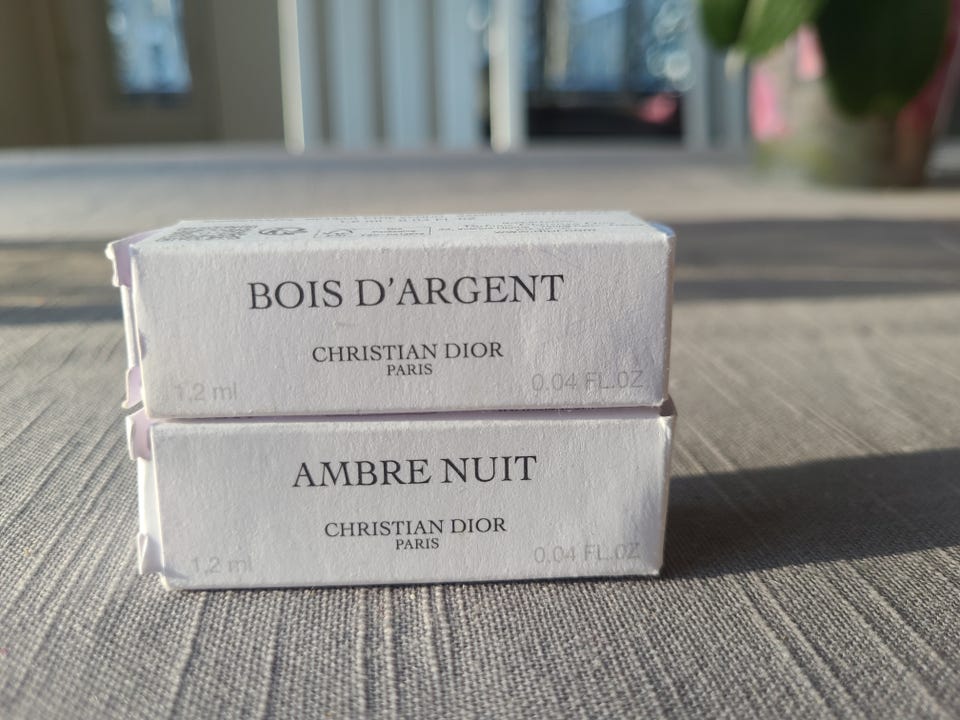 BOIS D'ARGENT
CHRISTIAN DIOR
PARIS
1.2 ml 0.04 FL.OZ
AMBRE NUIT
CHRISTIAN DIOR
PARIS
1.2 ml 0.04 FL.OZ